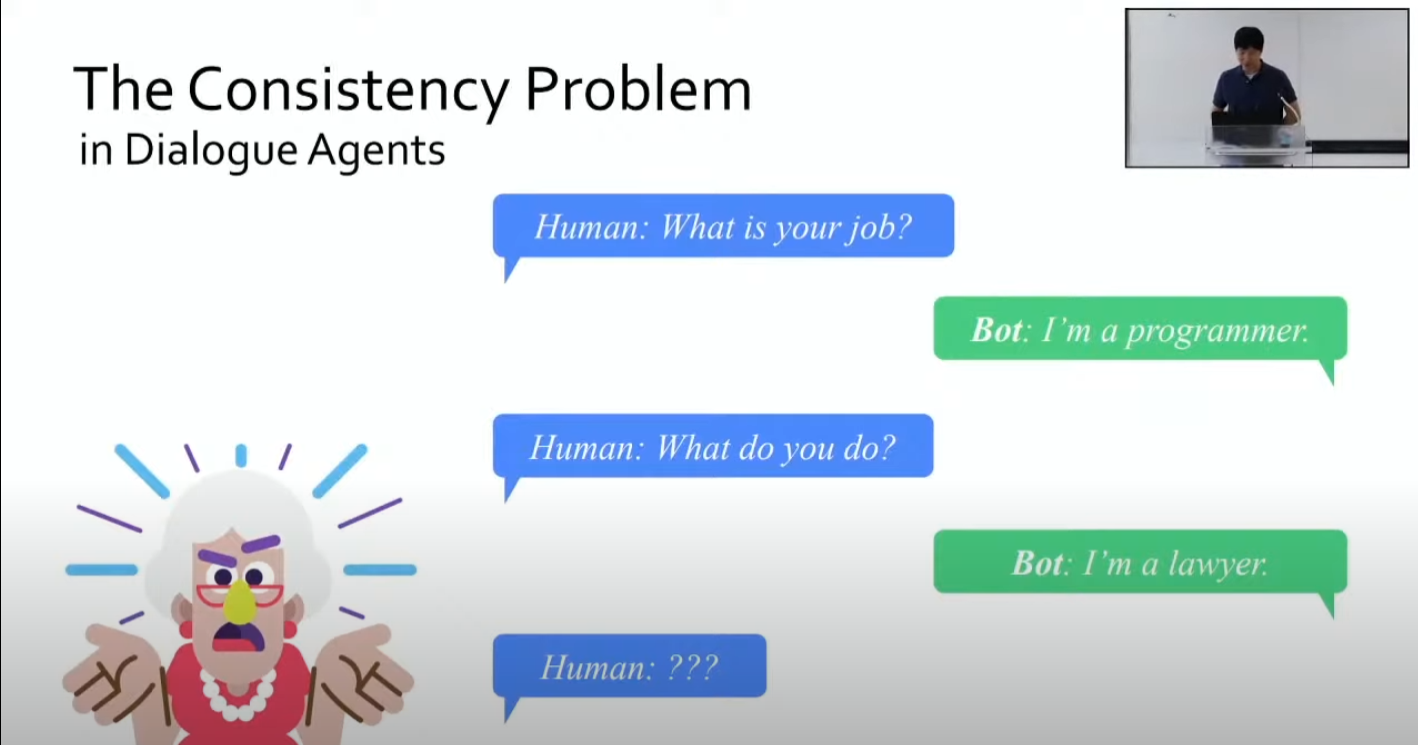 The Consistency Problem
in Dialogue Agents
Human: What is your job?
Bot: I’m a programmer.
Human: What do you do?
Bot: I’m a lawyer.
Human: ???